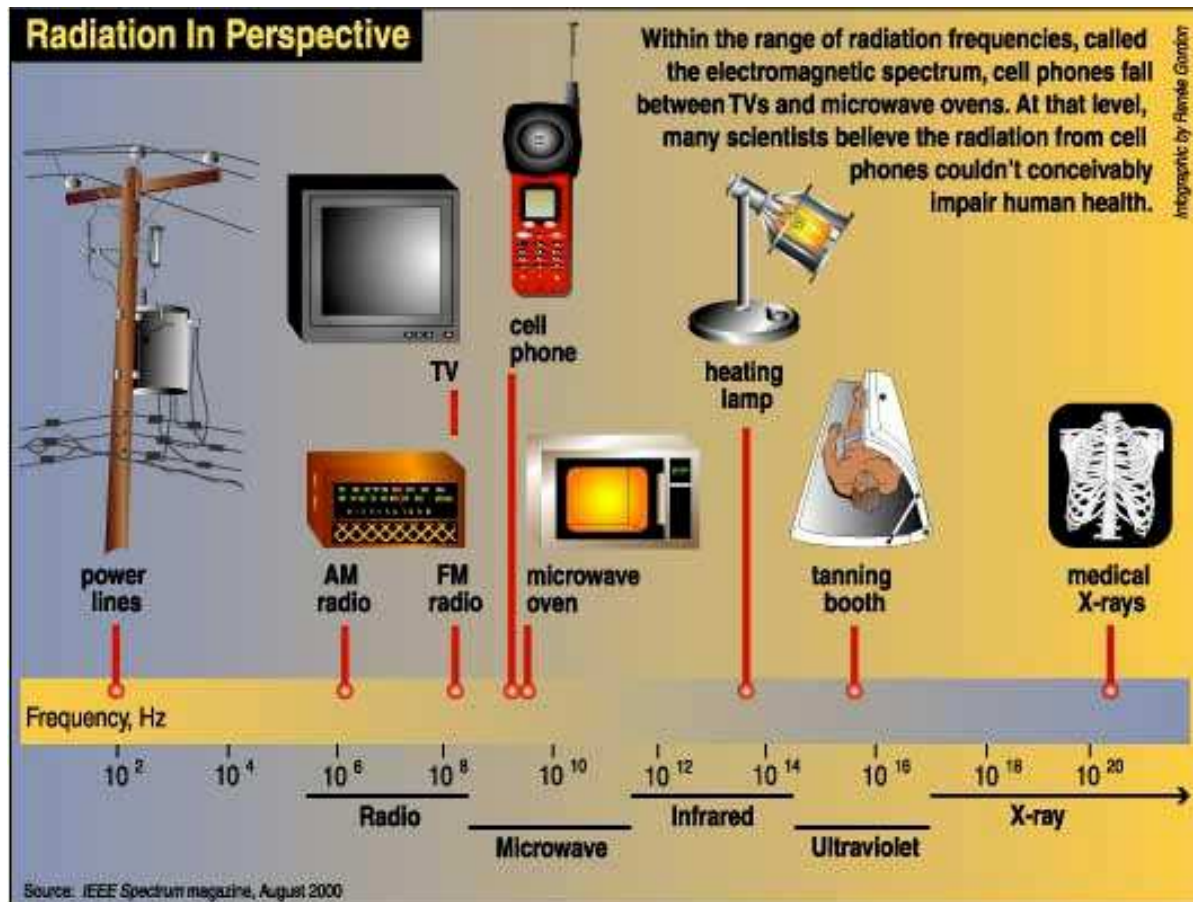 Radiation In Perspective
Within the range of radiation frequencies, called
the electromagnetic spectrum, cell phones fall
between TVs and microwave ovens. At that level,
many scientists believe the radiation from cell
phones couldn't conceivably
impair human health.
Infographic by Renée Gordon
cell
phone
TV
heating
lamp
power
lines
AM
radio
FM
radio
microwave
oven
tanning
booth
medical
X-rays
Frequency, Hz
10 2 10 4 10 6 10 8 10 10 10 12 10 14 10 16 10 18 10 20
Radio Infrared X-ray
Microwave Ultraviolet
Source: IEEE Spectrum magazine, August 2000